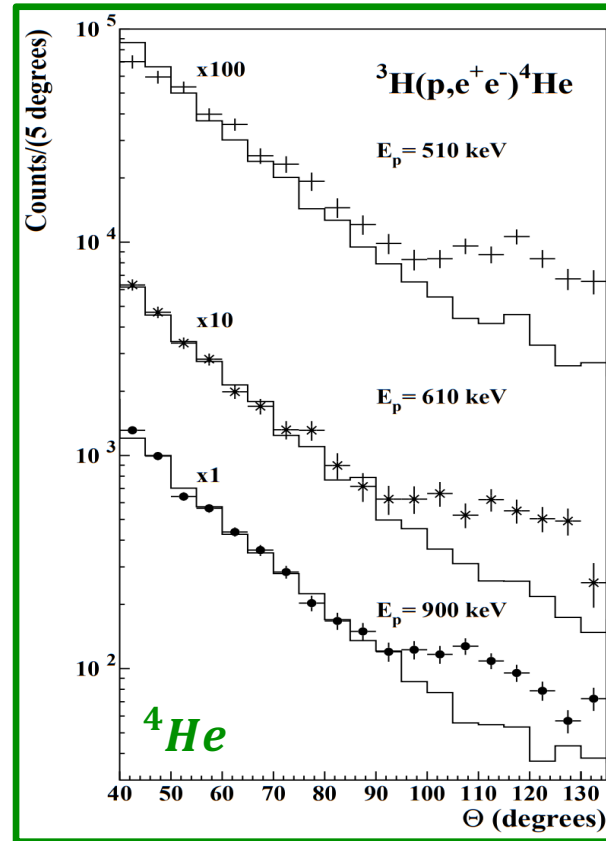 Counts/(5 degrees)
10⁵
10⁴
10³
10²
x100
³H(p,e⁺e⁻)⁴He
Eₚ= 510 keV
x10
Eₚ= 610 keV
x1
Eₚ= 900 keV
⁴He
40 50 60 70 80 90 100 110 120 130
Θ (degrees)